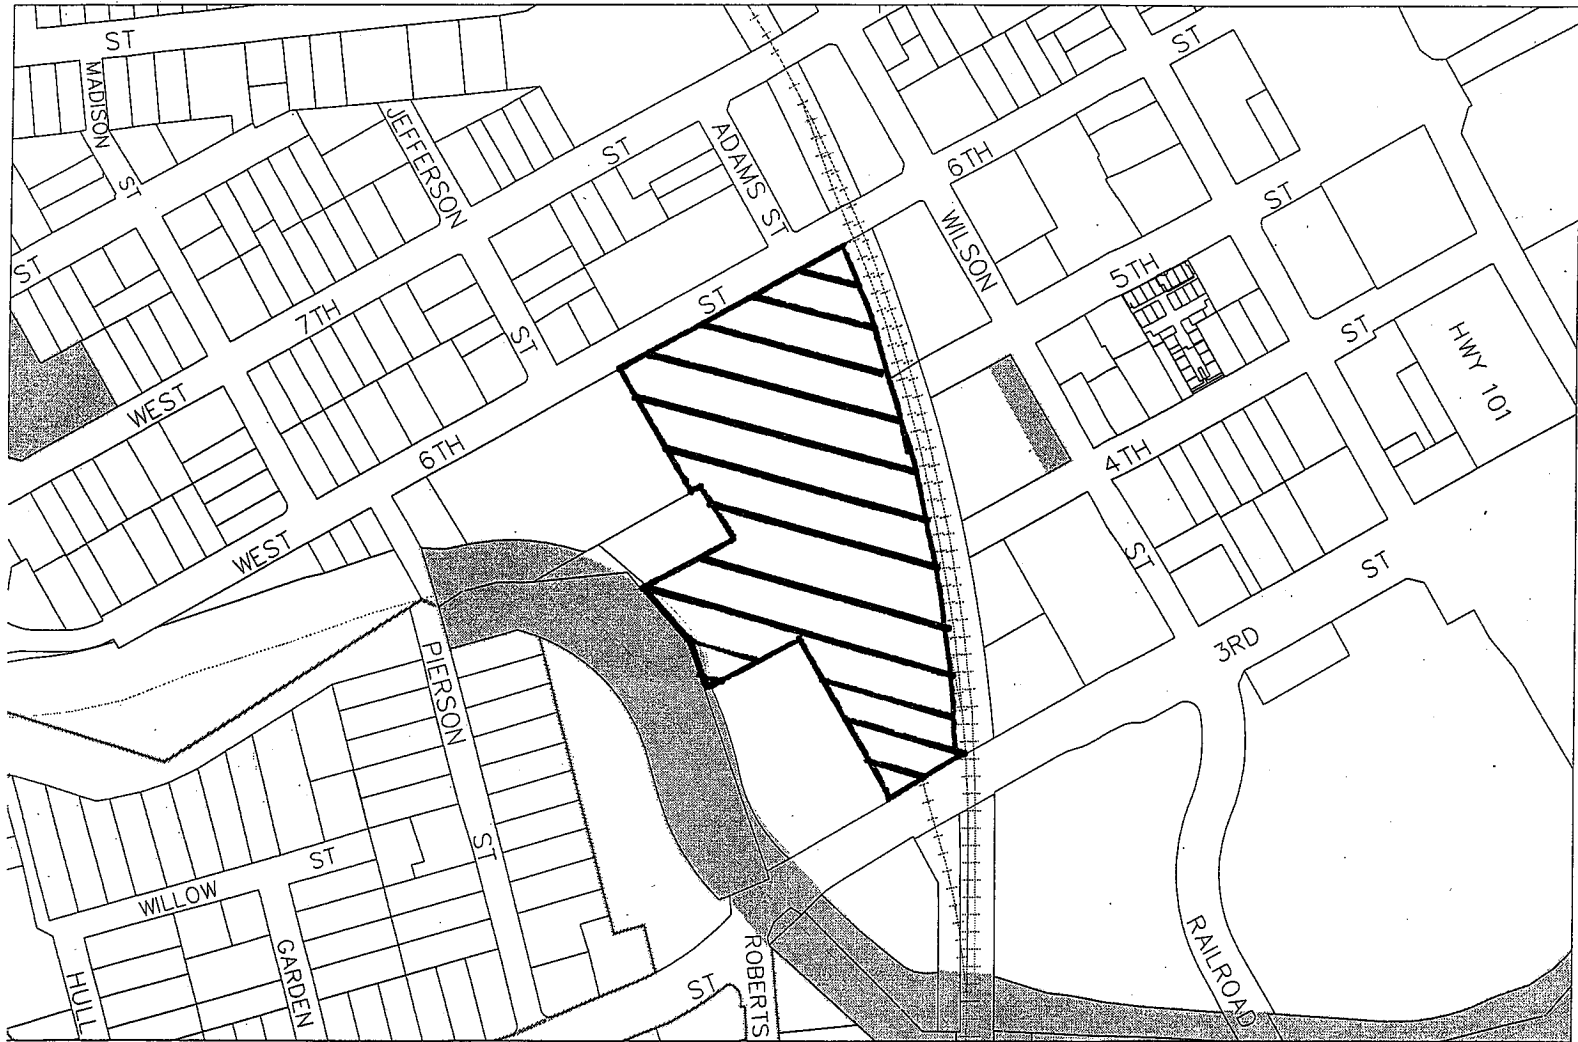 ST
MADISON
ST
JEFFERSON
ST
ADAMS ST
6TH
ST
ST
ST
WILSON
5TH
7TH
ST
ST
ST
HWY 101
WEST
6TH
4TH
WEST
ST
ST
3RD
PIERSON
ST
ST
WILLOW
GARDEN
HULL
ST
ROBERTS
RAILROAD